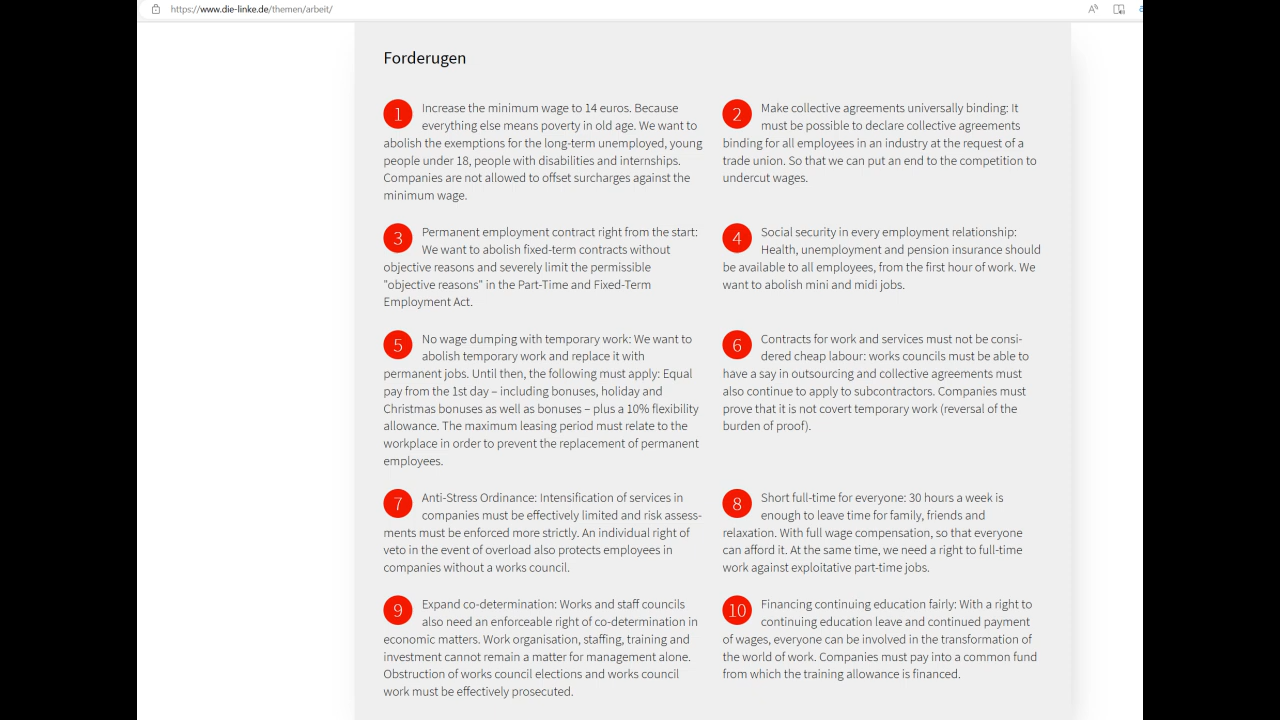 https://www.die-linke.de/themen/arbeit/
Forderugen
1 Increase the minimum wage to 14 euros. Because
everything else means poverty in old age. We want to
abolish the exemptions for the long-term unemployed, young
people under 18, people with disabilities and internships.
Companies are not allowed to offset surcharges against the
minimum wage.
2 Make collective agreements universally binding: It
must be possible to declare collective agreements
binding for all employees in an industry at the request of a
trade union. So that we can put an end to the competition to
undercut wages.
3 Permanent employment contract right from the start:
We want to abolish fixed-term contracts without
objective reasons and severely limit the permissible
"objective reasons" in the Part-Time and Fixed-Term
Employment Act.
4 Social security in every employment relationship:
Health, unemployment and pension insurance should
be available to all employees, from the first hour of work. We
want to abolish mini and midi jobs.
5 No wage dumping with temporary work: We want to
abolish temporary work and replace it with
permanent jobs. Until then, the following must apply: Equal
pay from the 1st day – including bonuses, holiday and
Christmas bonuses as well as bonuses – plus a 10% flexibility
allowance. The maximum leasing period must relate to the
workplace in order to prevent the replacement of permanent
employees.
6 Contracts for work and services must not be consi-
dered cheap labour: works councils must be able to
have a say in outsourcing and collective agreements must
also continue to apply to subcontractors. Companies must
prove that it is not covert temporary work (reversal of the
burden of proof).
7 Anti-Stress Ordinance: Intensification of services in
companies must be effectively limited and risk assess-
ments must be enforced more strictly. An individual right of
veto in the event of overload also protects employees in
companies without a works council.
8 Short full-time for everyone: 30 hours a week is
enough to leave time for family, friends and
relaxation. With full wage compensation, so that everyone
can afford it. At the same time, we need a right to full-time
work against exploitative part-time jobs.
9 Expand co-determination: Works and staff councils
also need an enforceable right of co-determination in
economic matters. Work organisation, staffing, training and
investment cannot remain a matter for management alone.
Obstruction of works council elections and works council
work must be effectively prosecuted.
10 Financing continuing education fairly: With a right to
continuing education leave and continued payment
of wages, everyone can be involved in the transformation of
the world of work. Companies must pay into a common fund
from which the training allowance is financed.